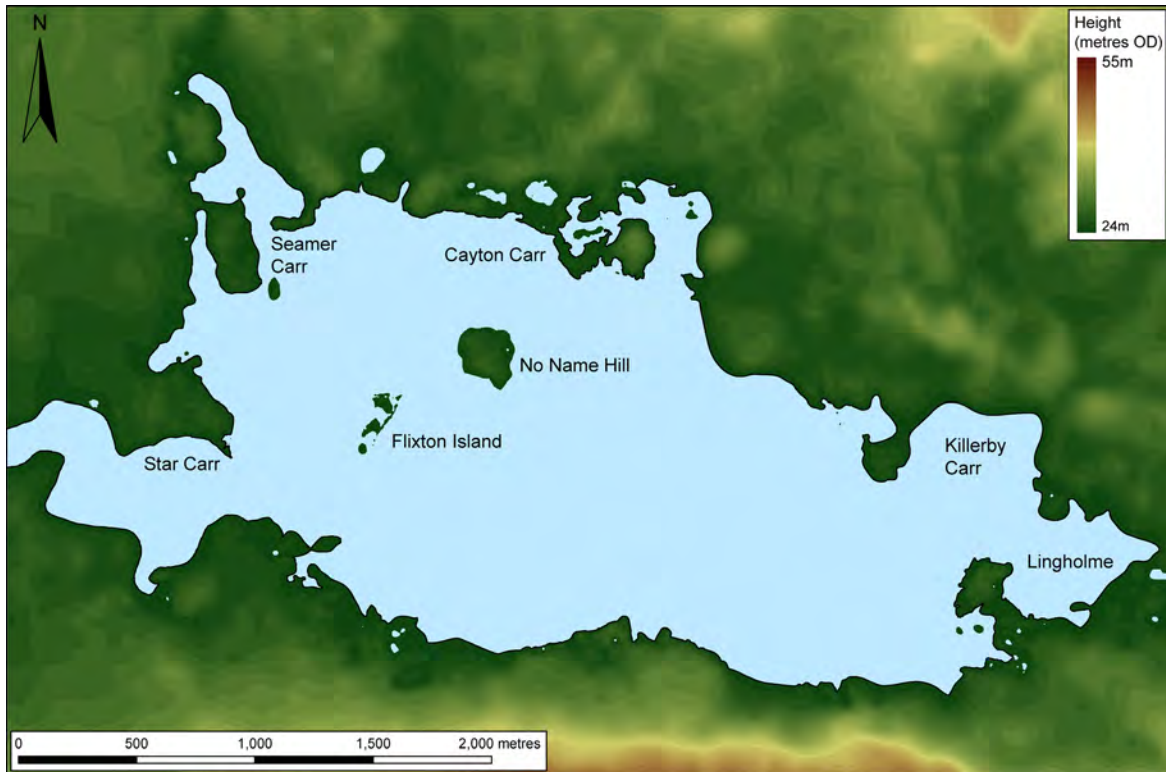 N
Height
(metres OD)
55m
24m
Seamer
Carr
Cayton Carr
No Name Hill
Flixton Island
Star Carr
Killerby
Carr
Lingholme
0 500 1,000 1,500 2,000 metres